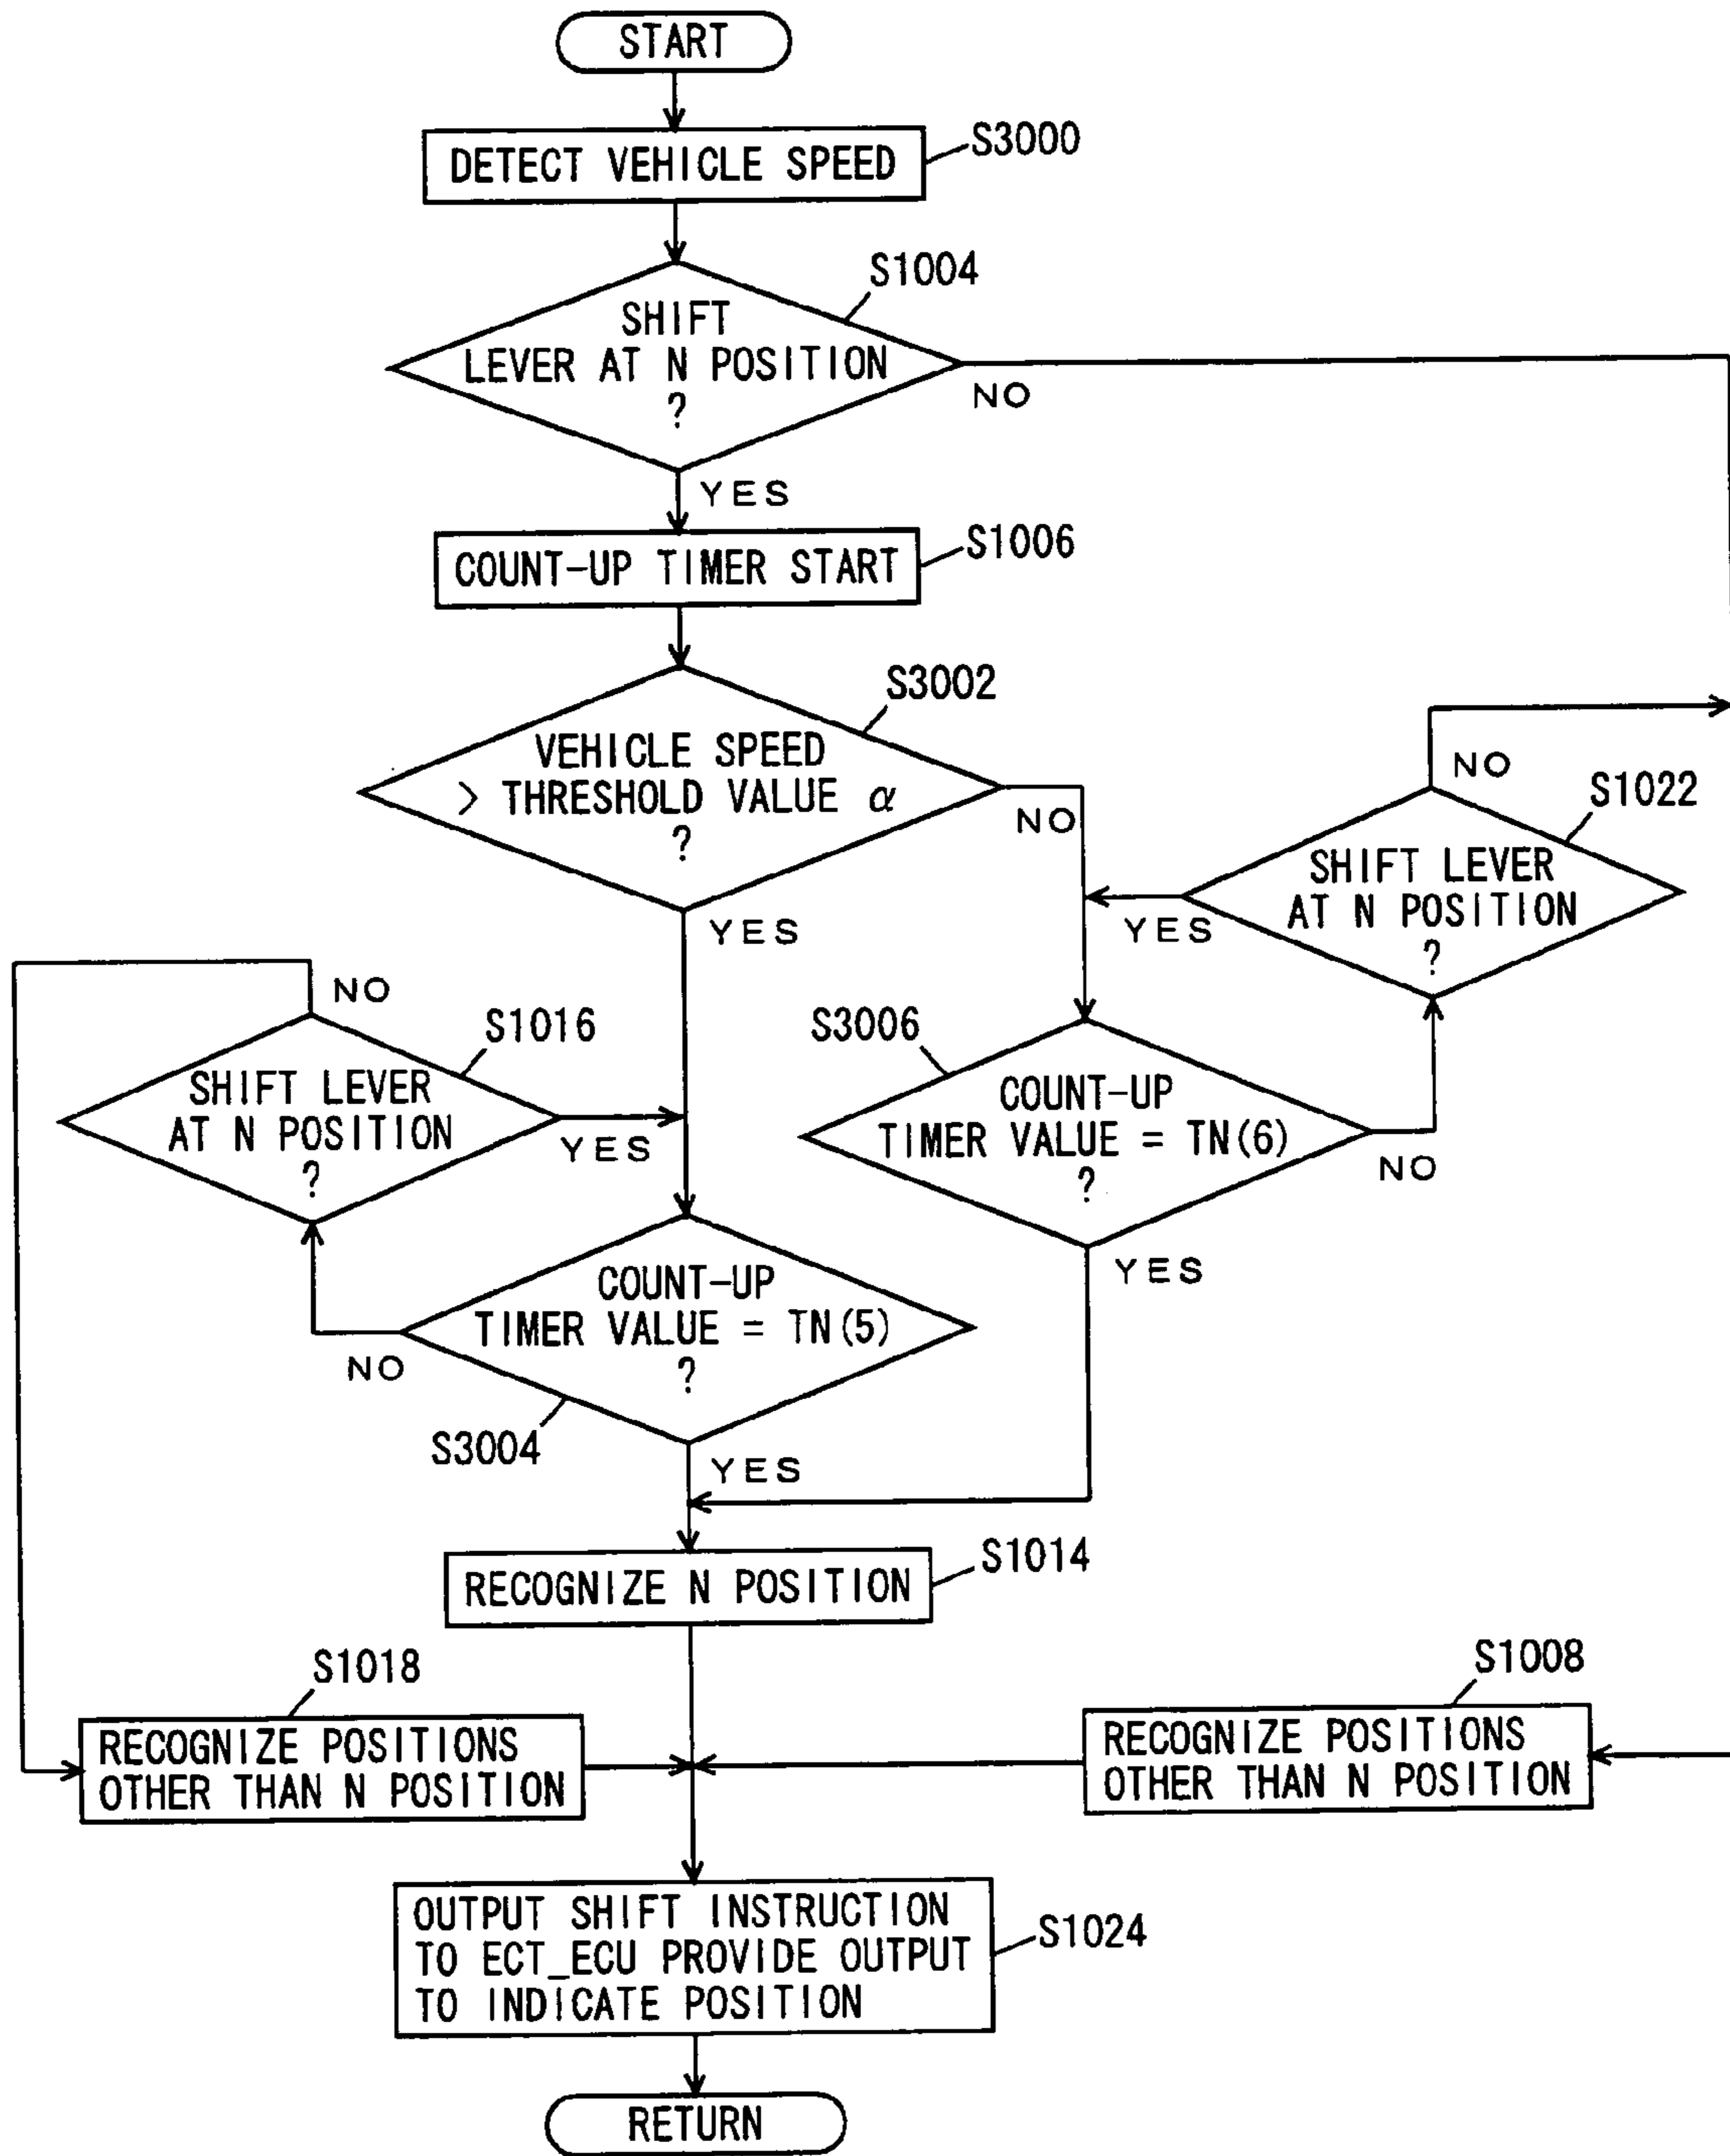 START
DETECT VEHICLE SPEED
S3000
S1004
SHIFT
LEVER AT N POSITION
?
NO
YES
COUNT-UP TIMER START
S1006
S3002
VEHICLE SPEED
> THRESHOLD VALUE α
?
NO
YES
NO
S1022
SHIFT LEVER
AT N POSITION
?
YES
NO
S1016
SHIFT LEVER
AT N POSITION
?
YES
S3006
COUNT-UP
TIMER VALUE = TN(6)
?
NO
YES
COUNT-UP
TIMER VALUE = TN(5)
?
NO
S3004
YES
RECOGNIZE N POSITION
S1014
S1018
RECOGNIZE POSITIONS
OTHER THAN N POSITION
S1008
RECOGNIZE POSITIONS
OTHER THAN N POSITION
OUTPUT SHIFT INSTRUCTION
TO ECT_ECU PROVIDE OUTPUT
TO INDICATE POSITION
S1024
RETURN